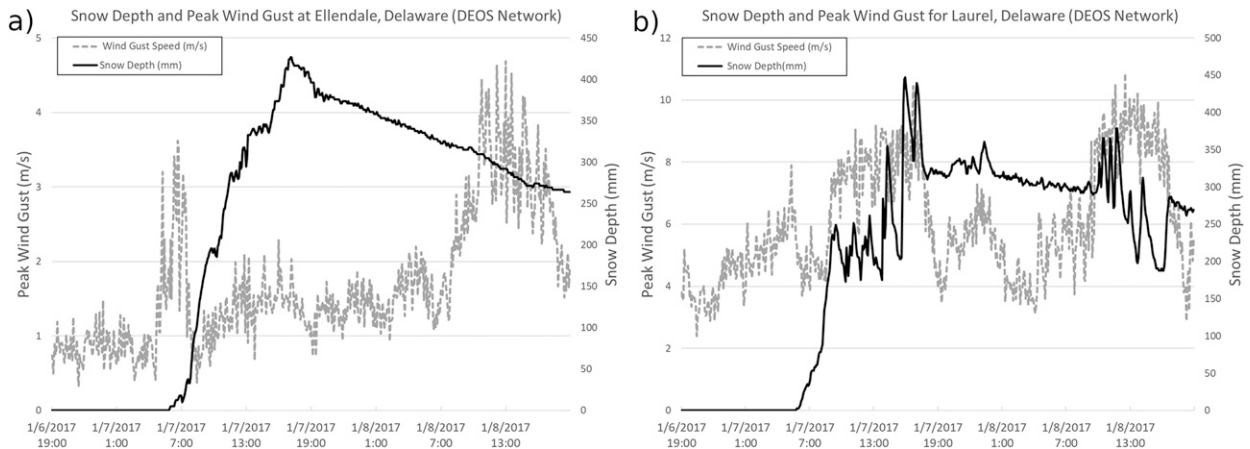 a)
Snow Depth and Peak Wind Gust at Ellendale, Delaware (DEOS Network)
Wind Gust Speed (m/s)
Snow Depth (mm)
Peak Wind Gust (m/s)
5
4
3
2
1
0
450
400
350
300
250
200
150
100
50
0
Snow Depth (mm)
1/6/2017 1/7/2017 1/7/2017 1/7/2017 1/7/2017 1/8/2017 1/8/2017 1/8/2017
19:00 1:00 7:00 13:00 19:00 1:00 7:00 13:00
b)
Snow Depth and Peak Wind Gust for Laurel, Delaware (DEOS Network)
Wind Gust Speed (m/s)
Snow Depth(mm)
Peak Wind Gust (m/s)
12
10
8
6
4
2
0
500
450
400
350
300
250
200
150
100
50
0
Snow Depth (mm)
1/6/2017 1/7/2017 1/7/2017 1/7/2017 1/7/2017 1/8/2017 1/8/2017 1/8/2017
19:00 1:00 7:00 13:00 19:00 1:00 7:00 13:00